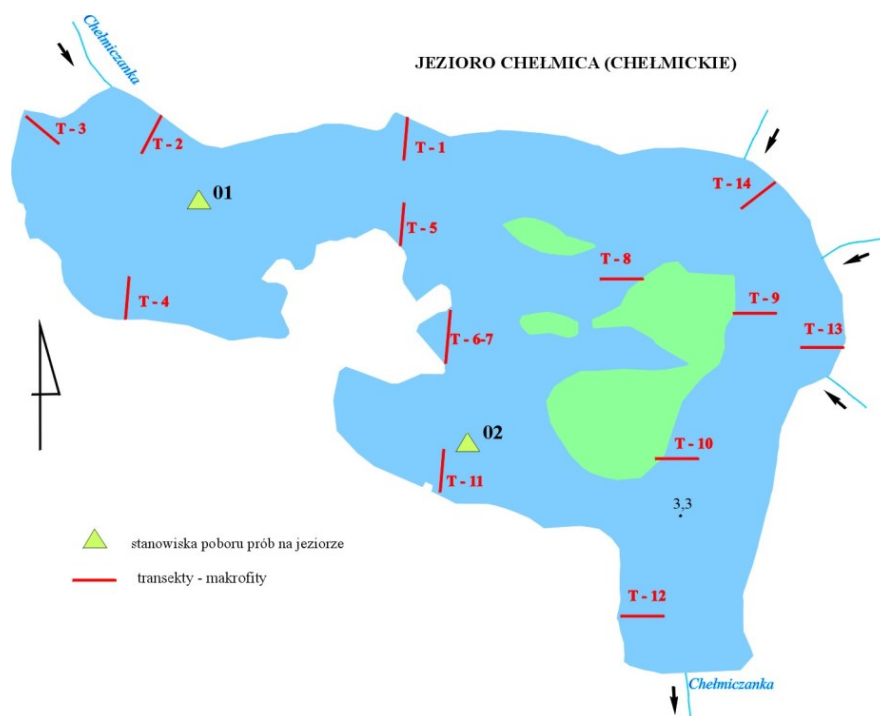 Chełmiczanka
JEZIORO CHEŁMICA (CHEŁMICKIE)
T - 3
T - 2
T - 1
T - 14
01
T - 5
T - 8
T - 4
T - 9
T - 13
T - 6-7
02
T - 10
T - 11
3,3
stanowiska poboru prób na jeziorze
transekty - makrofity
T - 12
Chełmiczanka